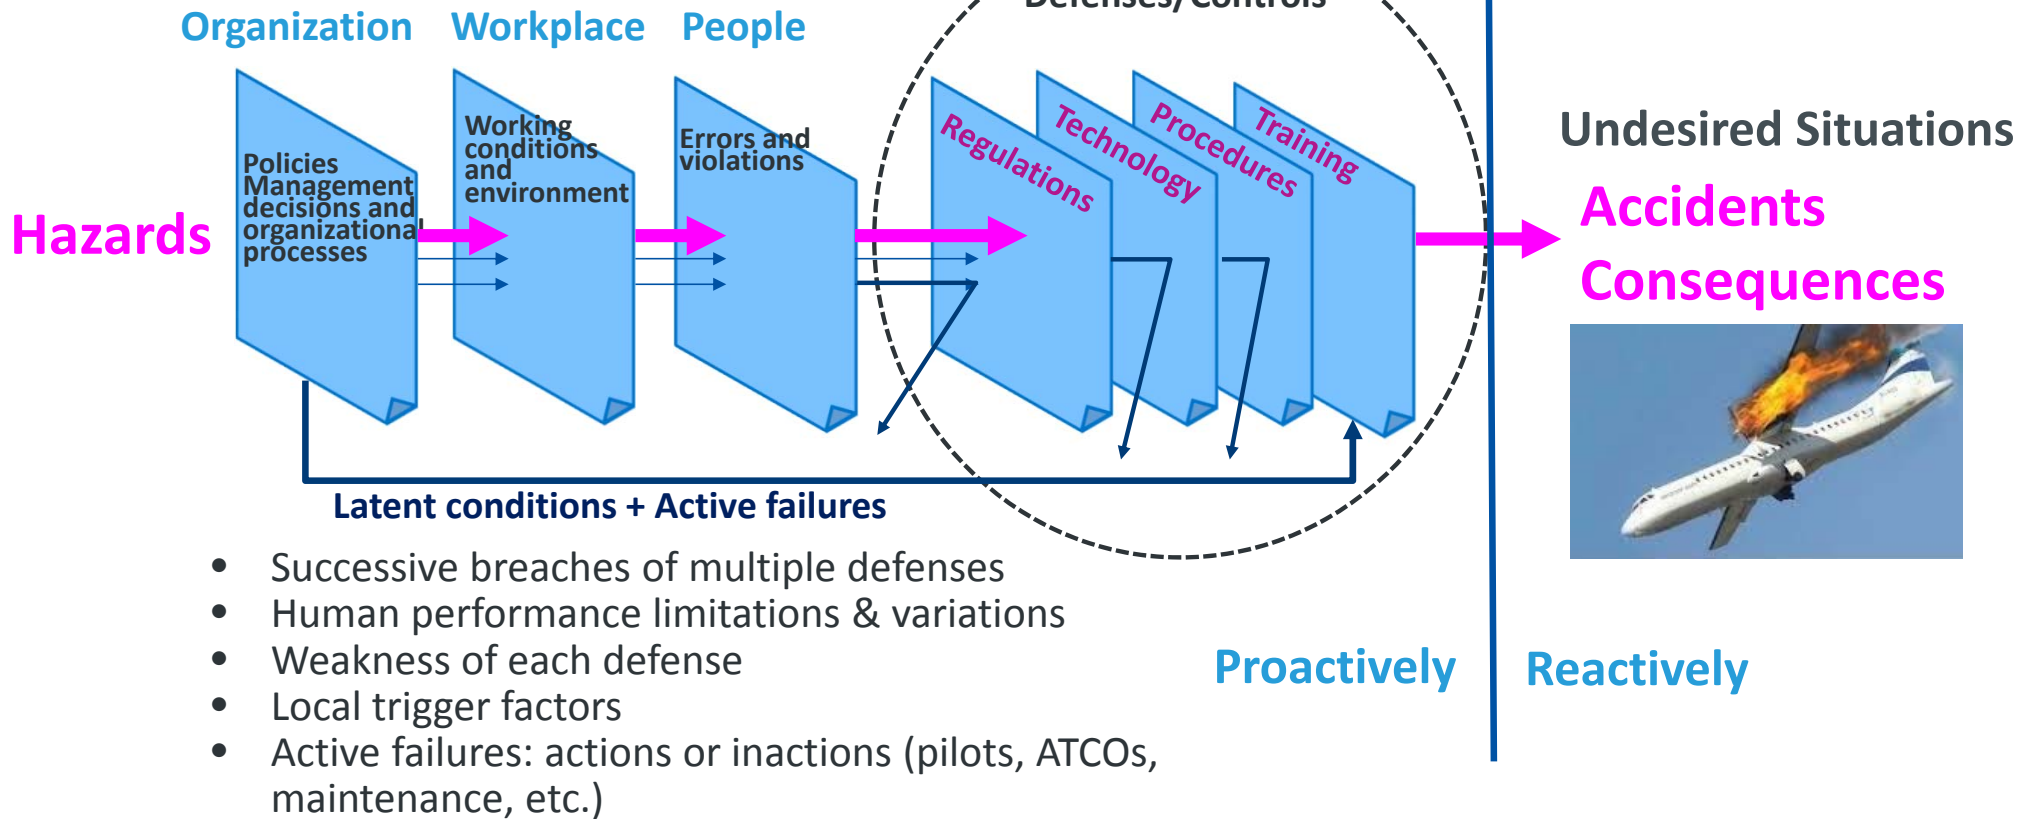 Defenses/Controls
Organization
Workplace
People
Policies
Management
decisions and
organizational
processes
Working
conditions
and
environment
Errors and
violations
Regulations
Technology
Procedures
Training
Hazards
Undesired Situations
Accidents
Consequences
Latent conditions + Active failures
• Successive breaches of multiple defenses
• Human performance limitations & variations
• Weakness of each defense
• Local trigger factors
• Active failures: actions or inactions (pilots, ATCOs,
maintenance, etc.)
Proactively
Reactively